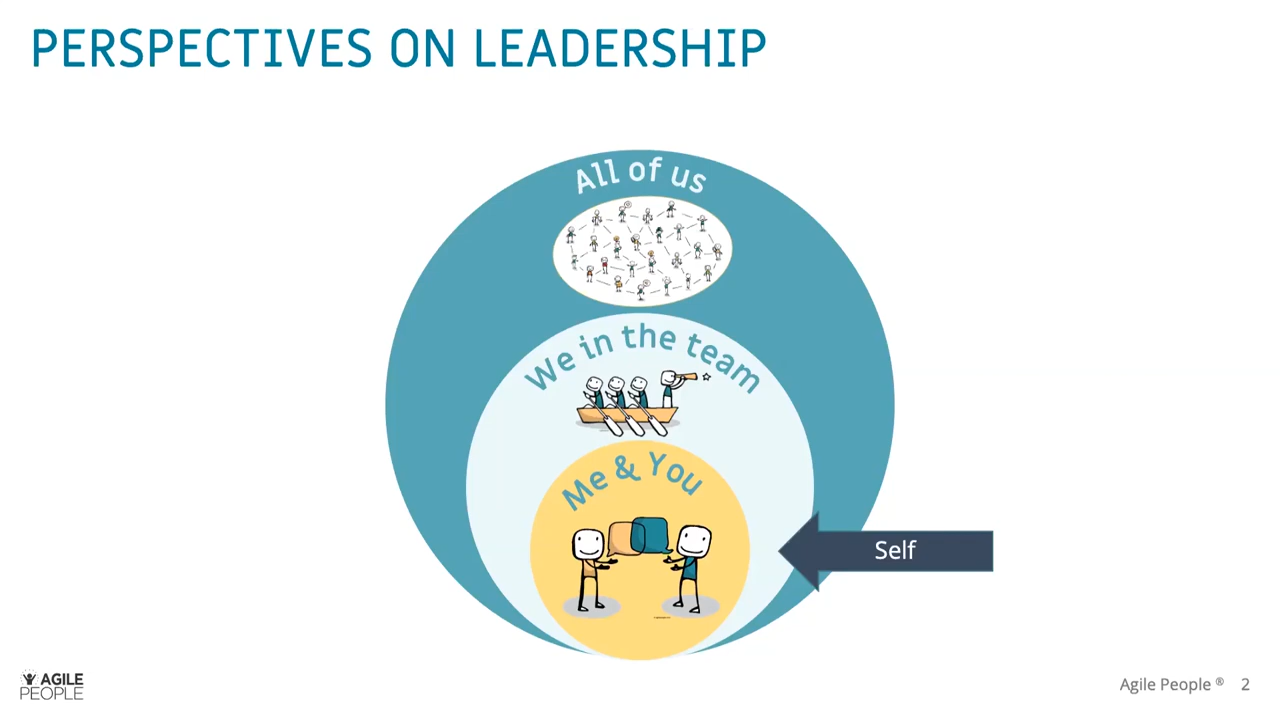 PERSPECTIVES ON LEADERSHIP
All of us
We in the team
Me & You
Self
AGILE
PEOPLE
Agile People ® 2